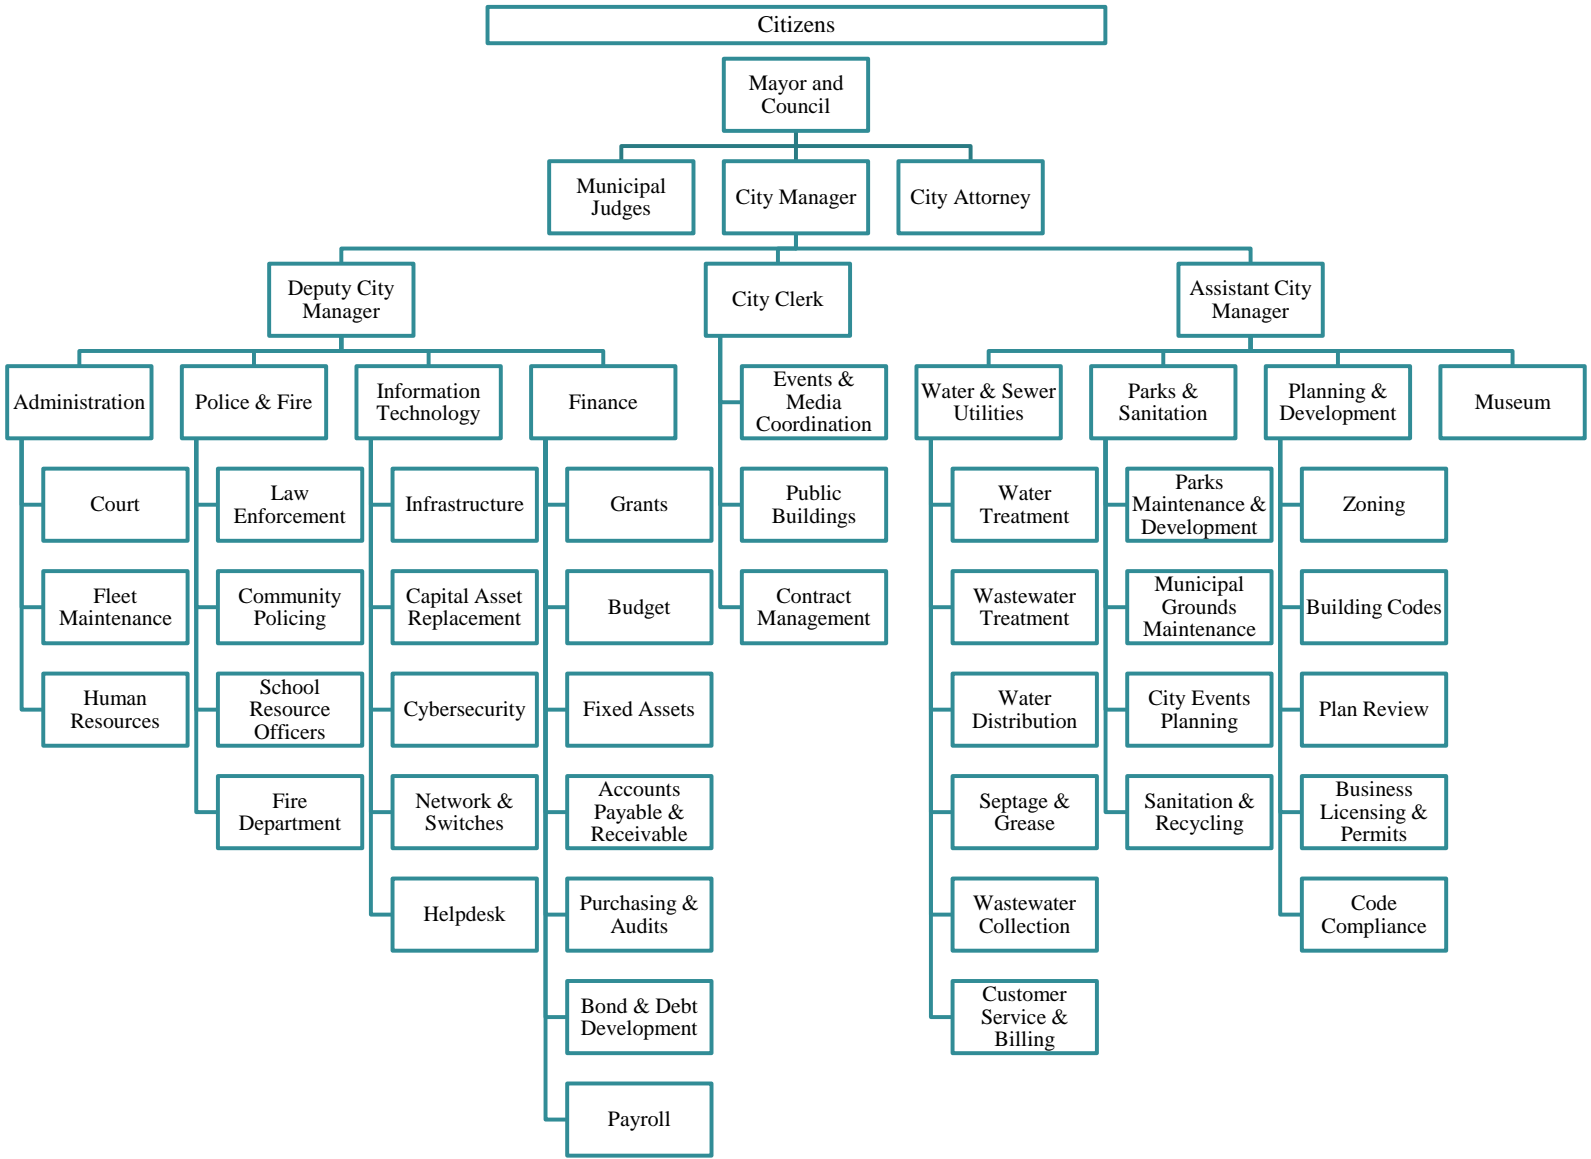 Citizens
Mayor and
Council
Municipal
Judges
City Manager
City Attorney
Deputy City
Manager
City Clerk
Assistant City
Manager
Administration
Police & Fire
Information
Technology
Finance
Events &
Media
Coordination
Water & Sewer
Utilities
Parks &
Sanitation
Planning &
Development
Museum
Court
Law
Enforcement
Infrastructure
Grants
Public
Buildings
Water
Treatment
Parks
Maintenance &
Development
Zoning
Fleet
Maintenance
Community
Policing
Capital Asset
Replacement
Budget
Contract
Management
Wastewater
Treatment
Municipal
Grounds
Maintenance
Building Codes
Human
Resources
School
Resource
Officers
Cybersecurity
Fixed Assets
Water
Distribution
City Events
Planning
Plan Review
Fire
Department
Network &
Switches
Accounts
Payable &
Receivable
Septage &
Grease
Sanitation &
Recycling
Business
Licensing &
Permits
Helpdesk
Purchasing &
Audits
Wastewater
Collection
Code
Compliance
Bond & Debt
Development
Customer
Service &
Billing
Payroll